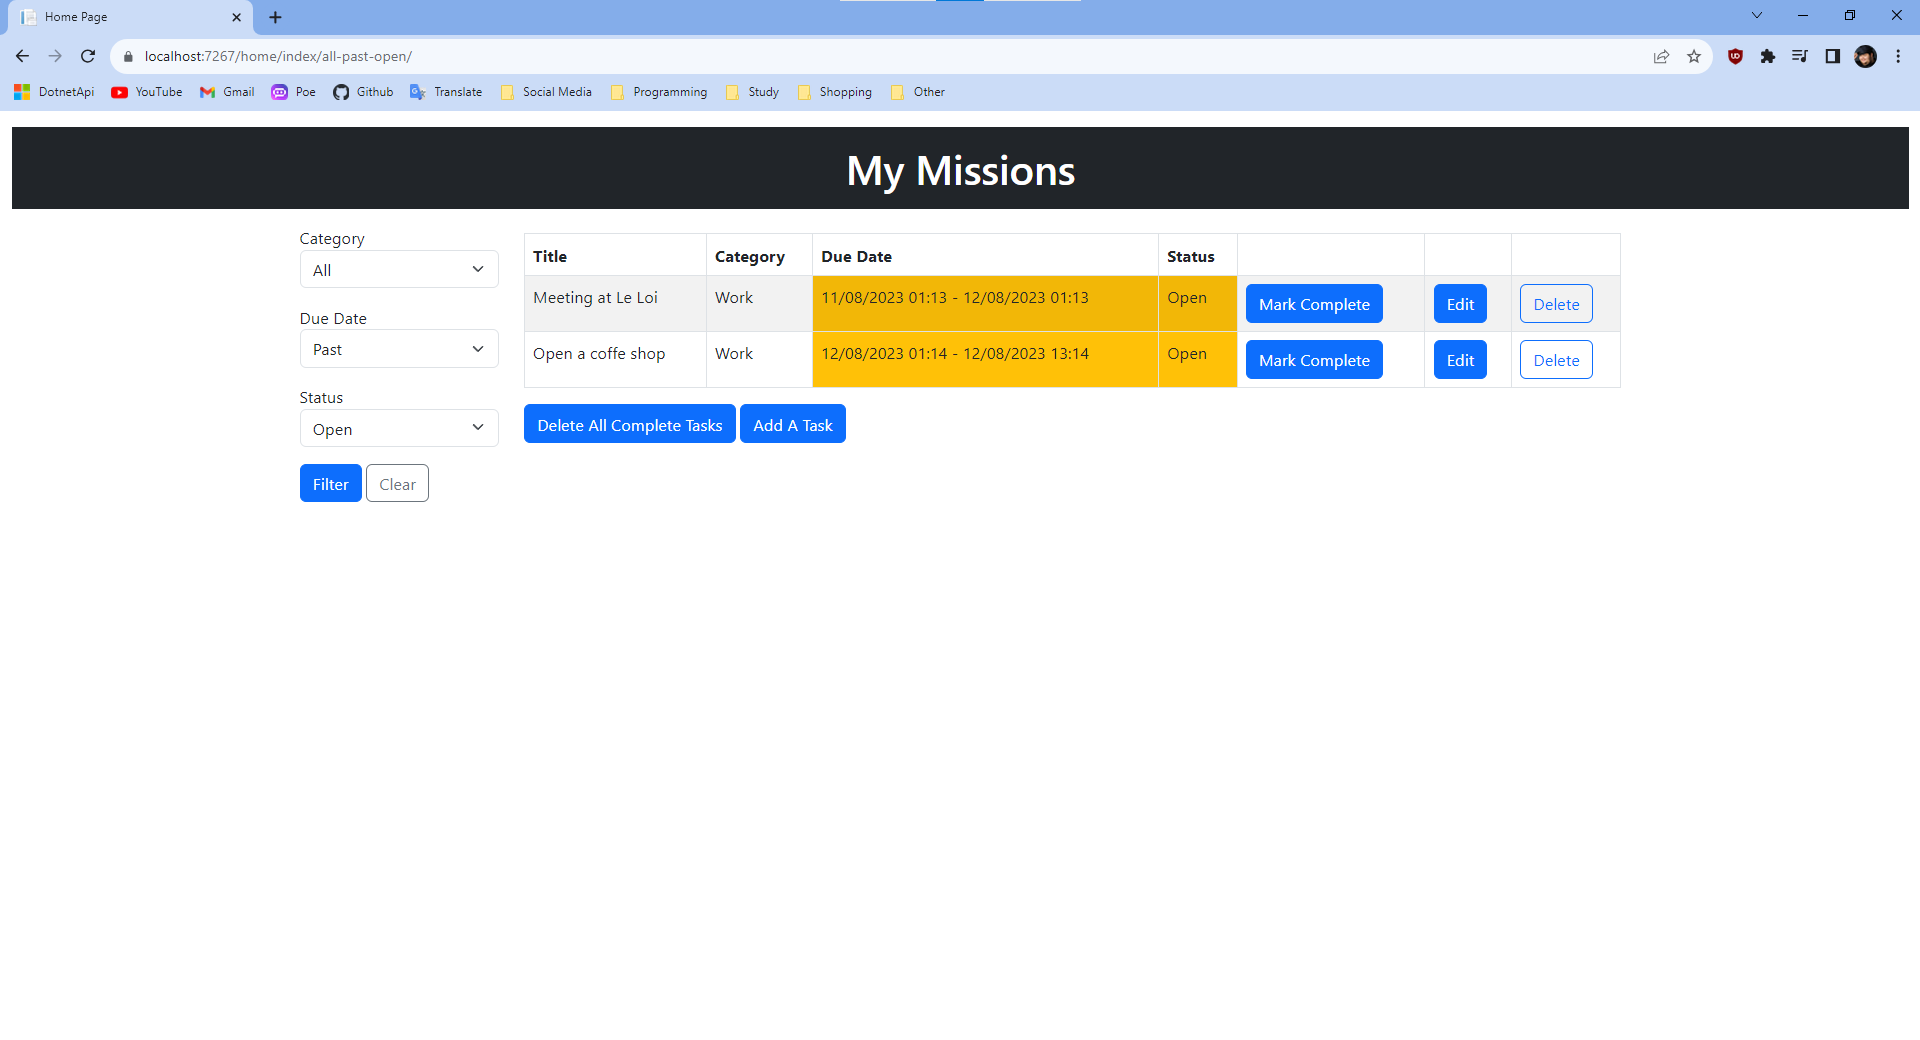 Home Page
localhost:7267/home/index/all-past-open/
DotnetApi YouTube Gmail Poe Github Translate Social Media Programming Study Shopping Other
My Missions
Category
All
Due Date
Past
Status
Open
Filter Clear
Title Category Due Date Status
Meeting at Le Loi Work 11/08/2023 01:13 - 12/08/2023 01:13 Open Mark Complete Edit Delete
Open a coffe shop Work 12/08/2023 01:14 - 12/08/2023 13:14 Open Mark Complete Edit Delete
Delete All Complete Tasks Add A Task